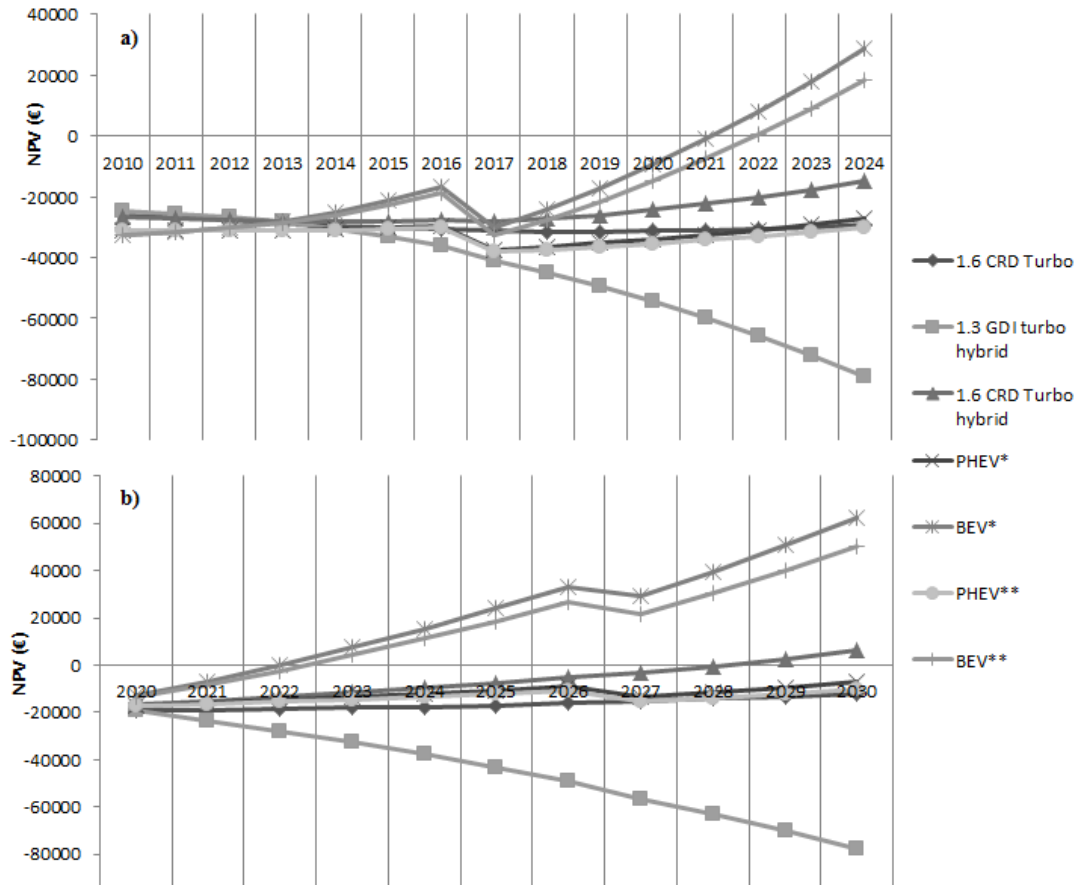 40000
a)
20000
0
2010 2011 2012 2013 2014 2015 2016 2017 2018 2019 2020 2021 2022 2023 2024
-20000
-40000
-60000
-80000
-100000
NPV (€)
80000
b)
60000
40000
20000
0
2020 2021 2022 2023 2024 2025 2026 2027 2028 2029 2030
-20000
-40000
-60000
-80000
NPV (€)
1.6 CRD Turbo
1.3 GDI turbo
hybrid
1.6 CRD Turbo
hybrid
PHEV*
BEV*
PHEV**
BEV**